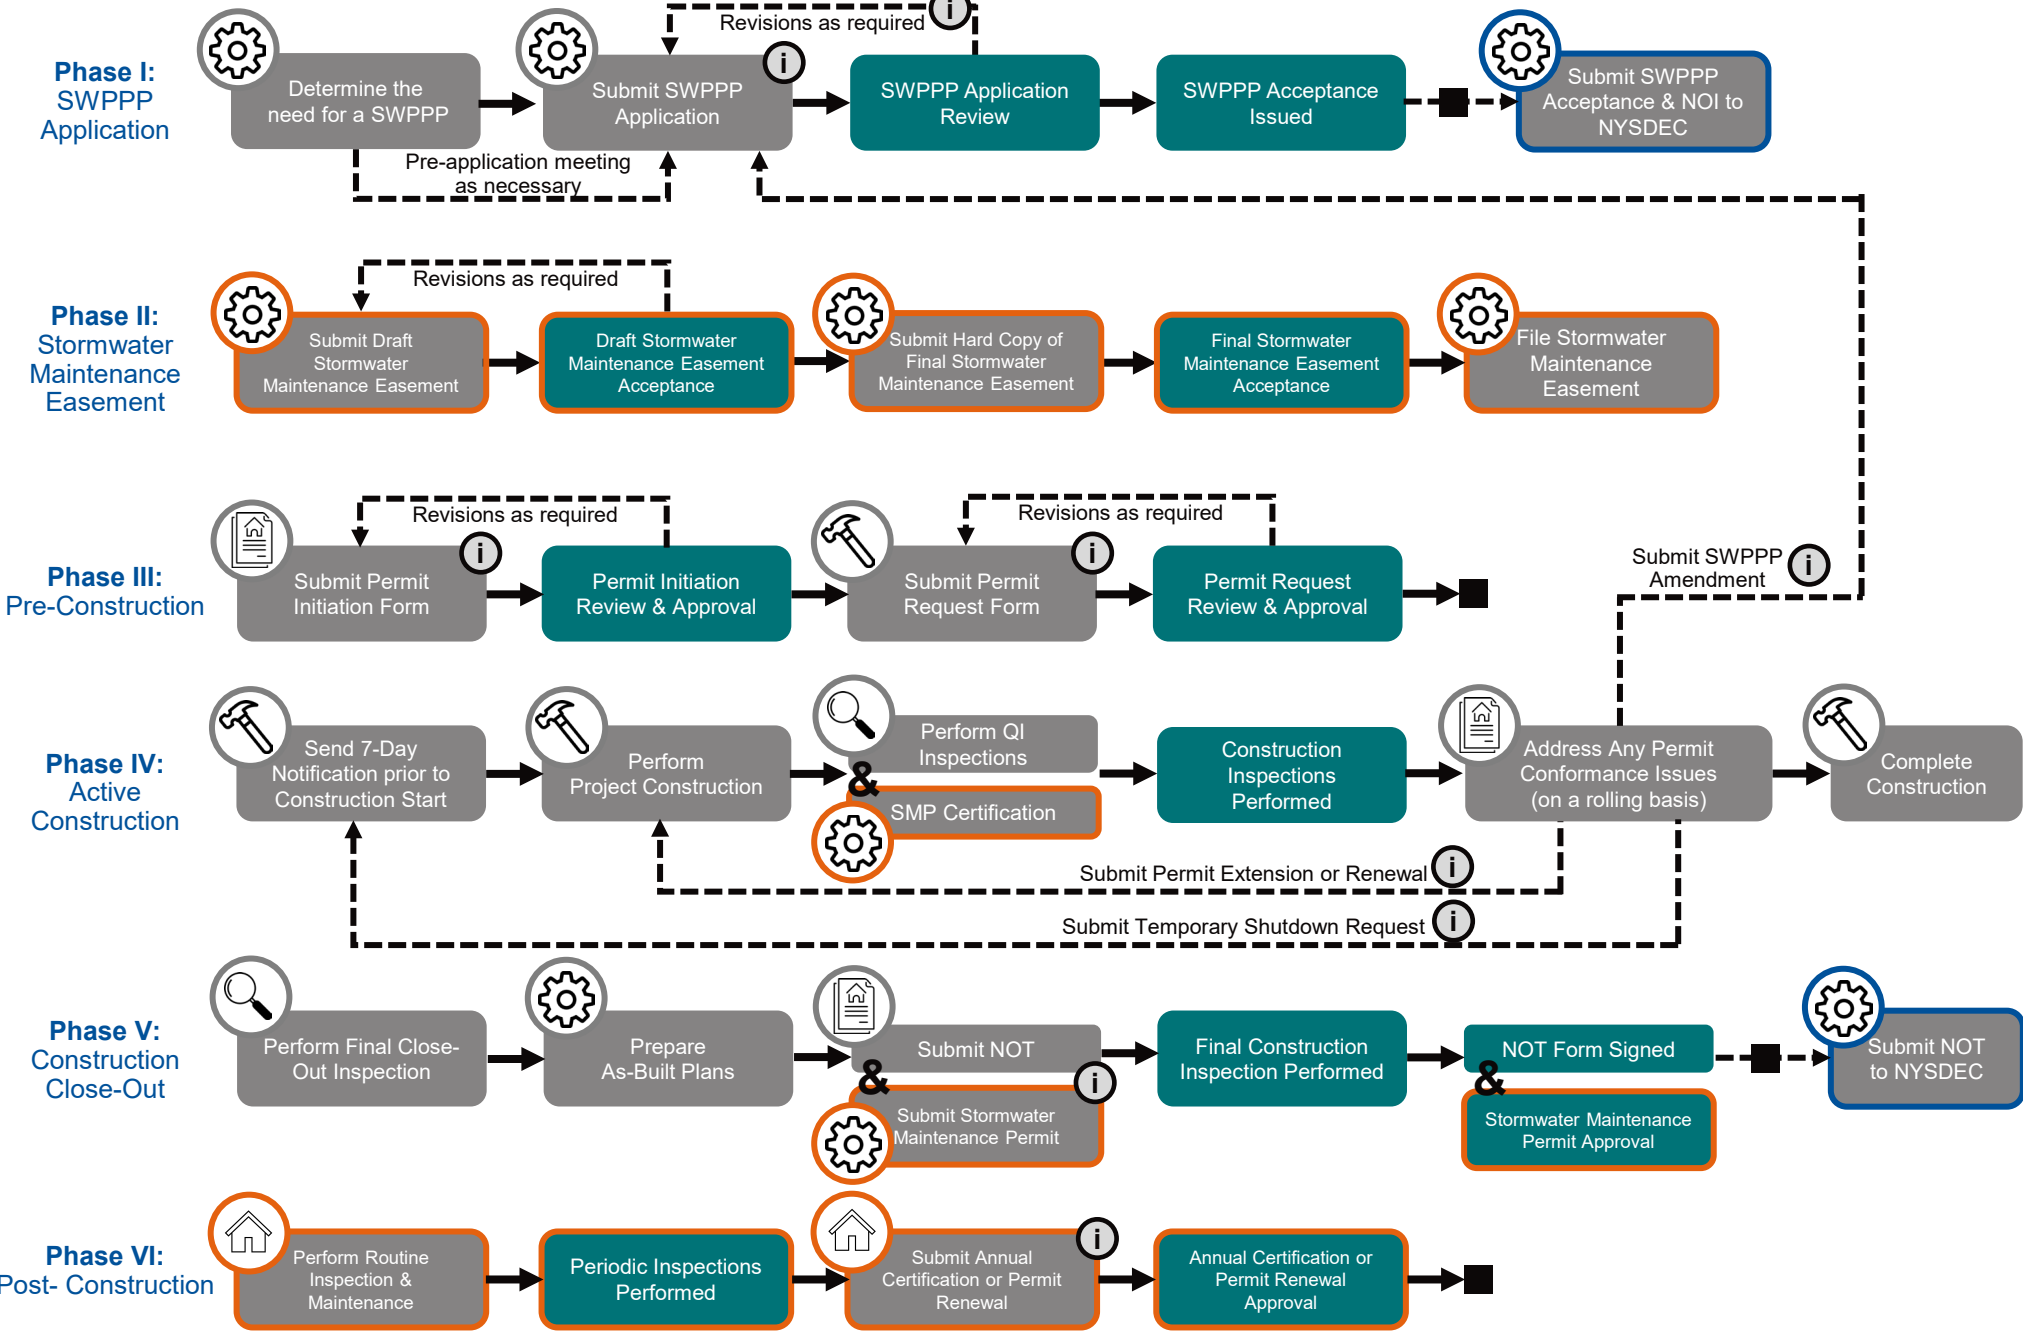 Revisions as required
i
Phase I:
SWPPP
Application
Determine the
need for a SWPPP
Submit SWPPP
Application
i
SWPPP Application
Review
SWPPP Acceptance
Issued
Submit SWPPP
Acceptance & NOI to
NYSDEC
Pre-application meeting
as necessary
Revisions as required
Phase II:
Stormwater
Maintenance
Easement
Submit Draft
Stormwater
Maintenance Easement
Draft Stormwater
Maintenance Easement
Acceptance
Submit Hard Copy of
Final Stormwater
Maintenance Easement
Final Stormwater
Maintenance Easement
Acceptance
File Stormwater
Maintenance
Easement
Revisions as required
Revisions as required
Phase III:
Pre-Construction
Submit Permit
Initiation Form
i
Permit Initiation
Review & Approval
Submit Permit
Request Form
i
Permit Request
Review & Approval
Submit SWPPP
Amendment
i
Phase IV:
Active
Construction
Send 7-Day
Notification prior to
Construction Start
Perform
Project Construction
Perform QI
Inspections
&
SMP Certification
Construction
Inspections
Performed
Address Any Permit
Conformance Issues
(on a rolling basis)
Complete
Construction
Submit Permit Extension or Renewal
i
Submit Temporary Shutdown Request
i
Phase V:
Construction
Close-Out
Perform Final Close-
Out Inspection
Prepare
As-Built Plans
Submit NOT
&
Submit Stormwater
Maintenance Permit
i
Final Construction
Inspection Performed
NOT Form Signed
&
Stormwater Maintenance
Permit Approval
Submit NOT
to NYSDEC
Phase VI:
Post- Construction
Perform Routine
Inspection &
Maintenance
Periodic Inspections
Performed
Submit Annual
Certification or Permit
Renewal
i
Annual Certification or
Permit Renewal
Approval